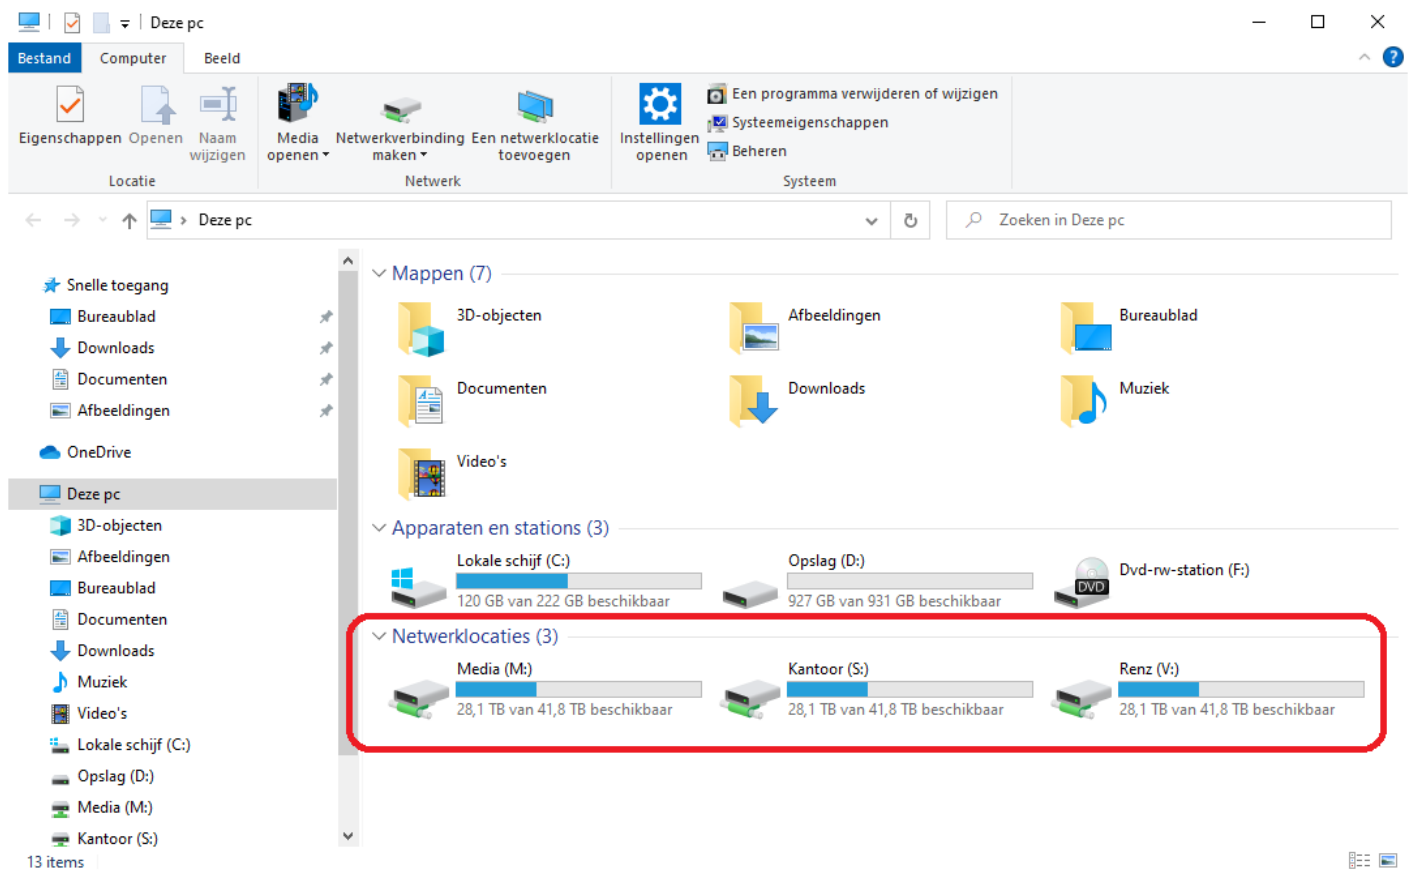 Deze pc
Bestand Computer Beeld
Eigenschappen Openen Naam wijzigen
Media openen Netwerkverbinding maken Een netwerklocatie toevoegen
Instellingen openen
Een programma verwijderen of wijzigen
Systeemeigenschappen
Beheren
Locatie Netwerk Systeem
Deze pc
Zoeken in Deze pc
Snelle toegang
Bureaublad
Downloads
Documenten
Afbeeldingen
OneDrive
Deze pc
3D-objecten
Afbeeldingen
Bureaublad
Documenten
Downloads
Muziek
Video's
Lokale schijf (C:)
Opslag (D:)
Media (M:)
Kantoor (S:)
Mappen (7)
3D-objecten Afbeeldingen Bureaublad
Documenten Downloads Muziek
Video's
Apparaten en stations (3)
Lokale schijf (C:)
120 GB van 222 GB beschikbaar
Opslag (D:)
927 GB van 931 GB beschikbaar
DVD
Dvd-rw-station (F:)
Netwerklocaties (3)
Media (M:)
28,1 TB van 41,8 TB beschikbaar
Kantoor (S:)
28,1 TB van 41,8 TB beschikbaar
Renz (V:)
28,1 TB van 41,8 TB beschikbaar
13 items